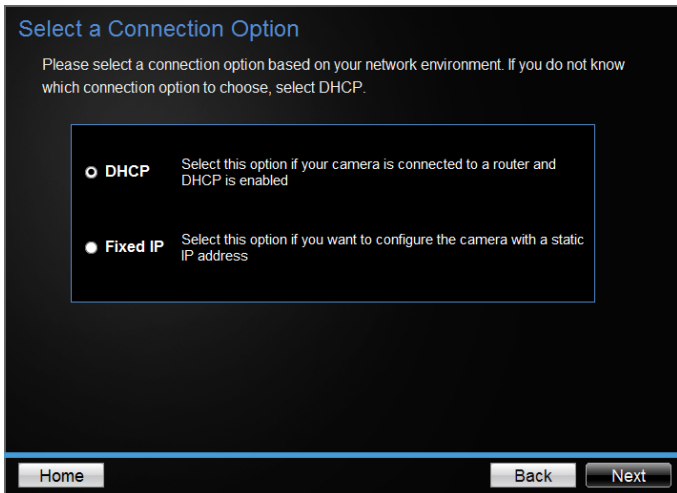 Select a Connection Option
Please select a connection option based on your network environment. If you do not know
which connection option to choose, select DHCP.
DHCP
Select this option if your camera is connected to a router and
DHCP is enabled
Fixed IP
Select this option if you want to configure the camera with a static
IP address
Home
Back
Next